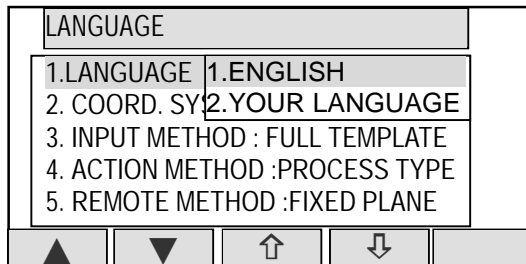 LANGUAGE
1.LANGUAGE 1.ENGLISH
2. COORD. SYS 2.YOUR LANGUAGE
3. INPUT METHOD : FULL TEMPLATE
4. ACTION METHOD :PROCESS TYPE
5. REMOTE METHOD :FIXED PLANE